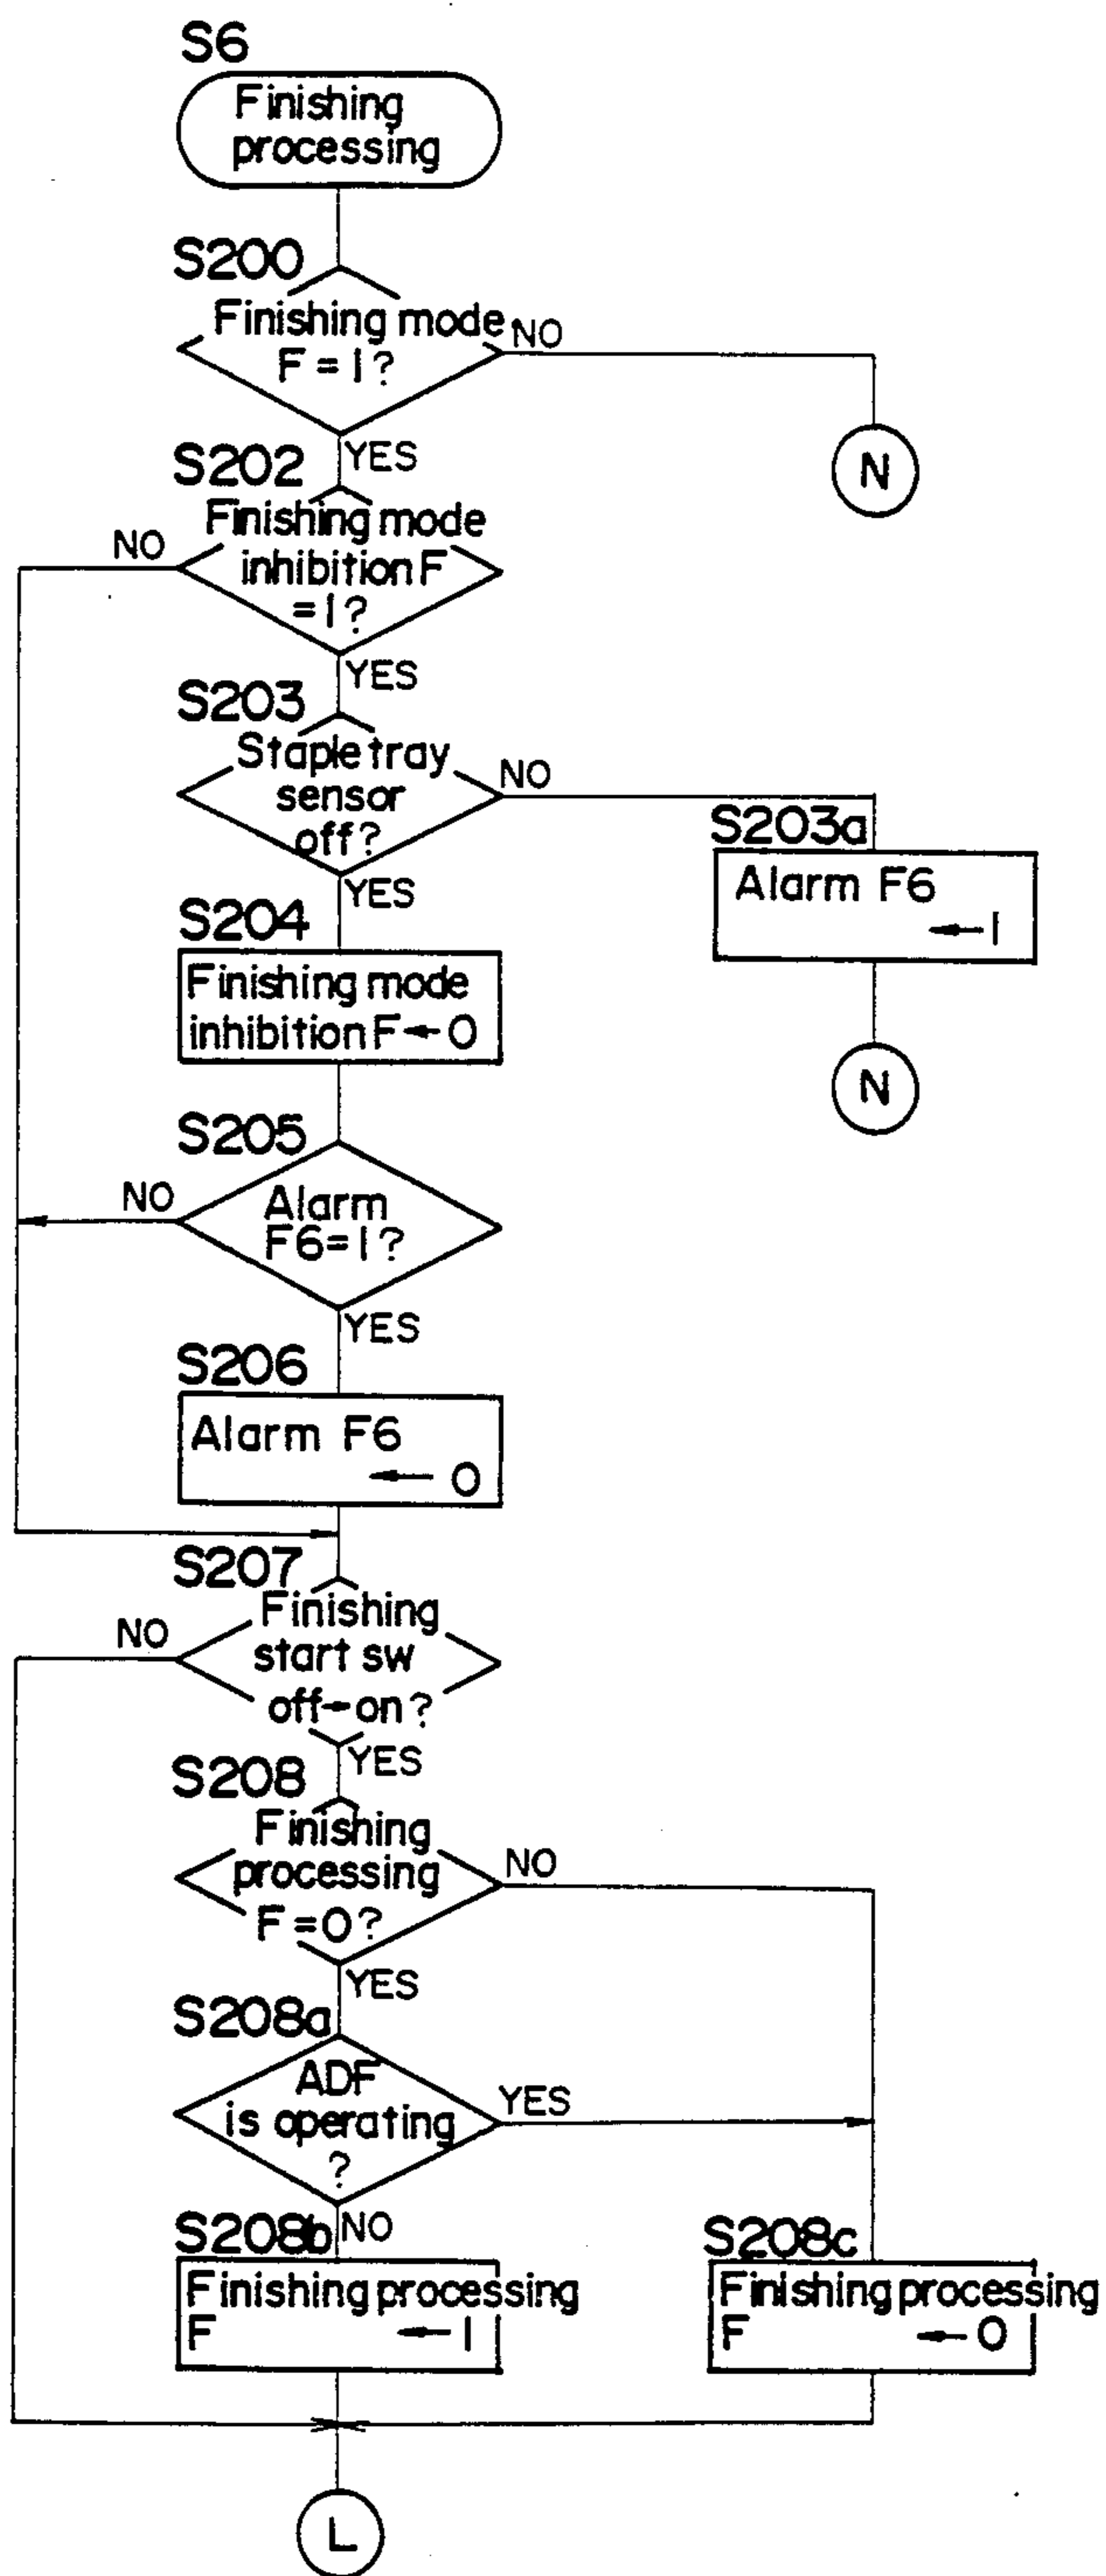 S6
Finishing
processing
S200
Finishing mode
F = 1?
NO
N
YES
S202
Finishing mode
inhibition F
= 1?
NO
YES
S203
Staple tray
sensor
off?
NO
S203a
Alarm F6
←1
N
YES
S204
Finishing mode
inhibition F←0
S205
Alarm
F6=1?
NO
YES
S206
Alarm F6
← 0
S207
Finishing
start sw
off→on?
NO
YES
S208
Finishing
processing
F=0?
NO
YES
S208a
ADF
is operating
?
YES
NO
S208b
Finishing processing
F ←1
S208c
Finishing processing
F ←0
L